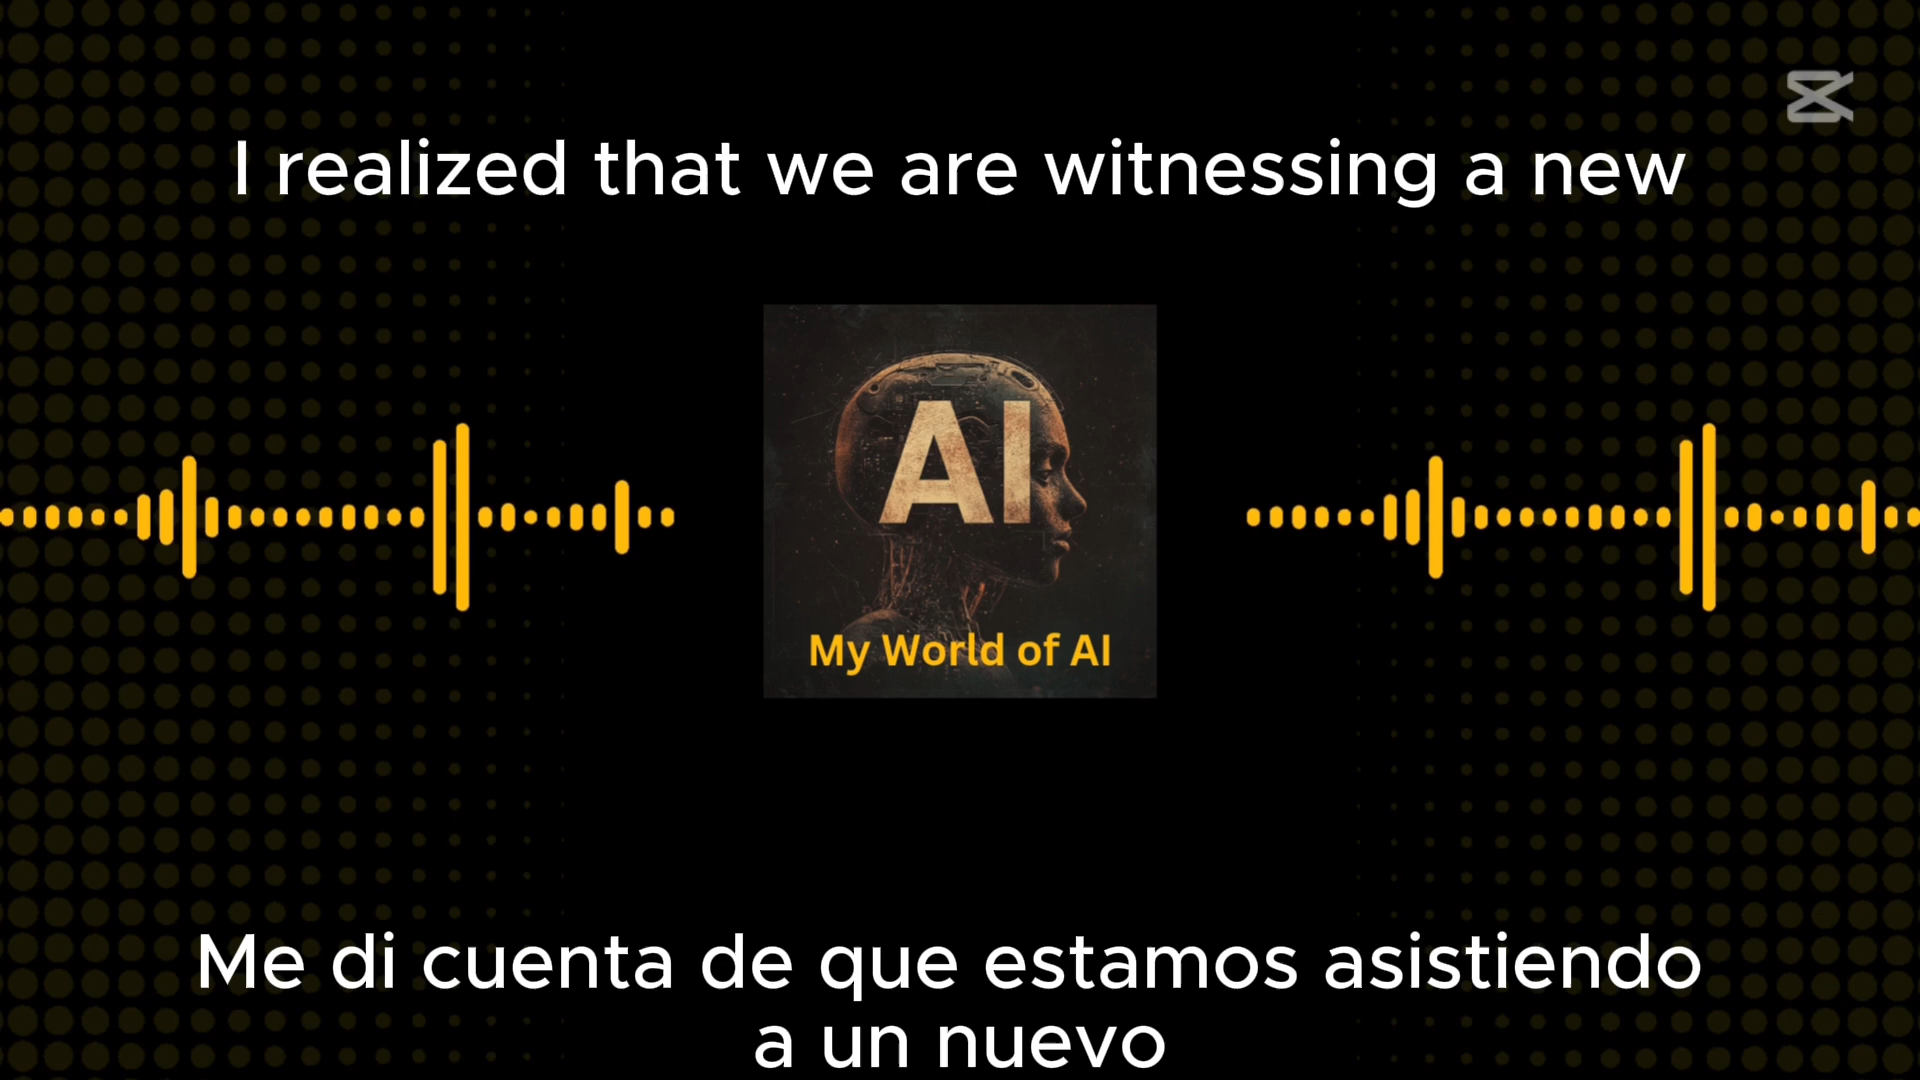 I realized that we are witnessing a new
AI
My World of AI
Me di cuenta de que estamos asistiendo
a un nuevo